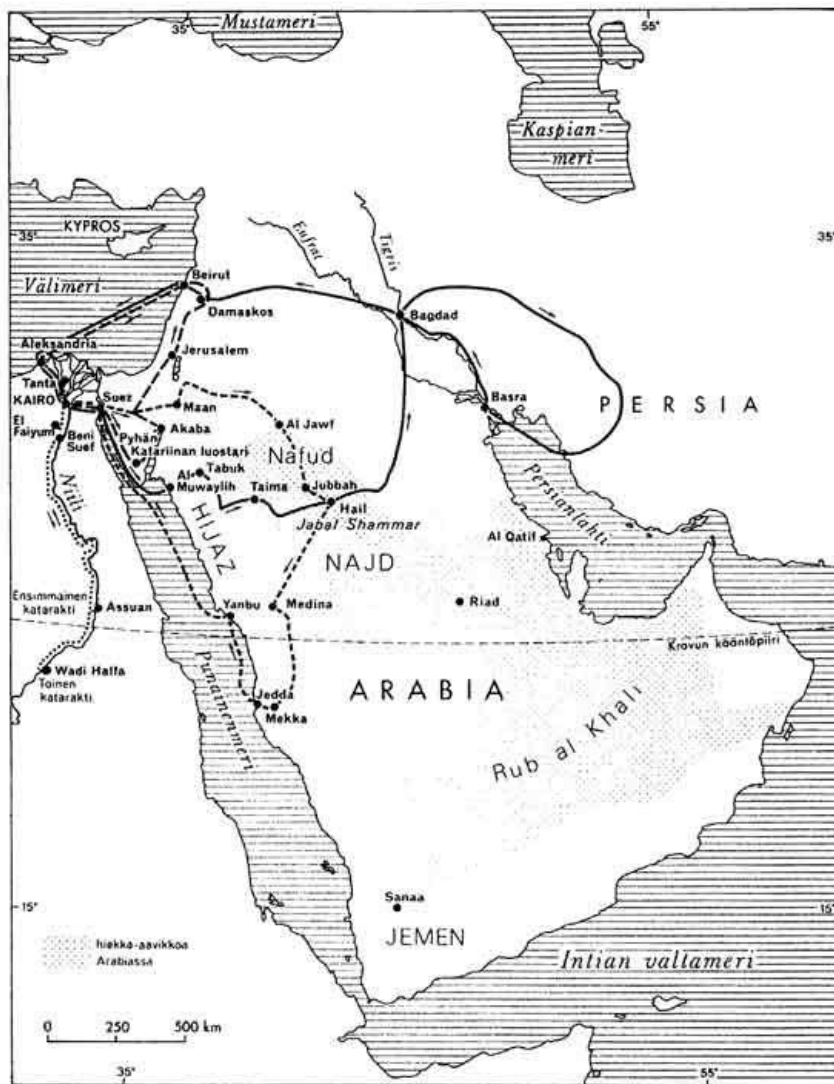 35°
Mustameri
55°
Kaspian-
meri
35°
KYPROS
Eufrat
Tigris
35°
Välimeri
Beirut
Damaskos
Bagdad
Aleksandria
Jerusalem
Tanta
KAIRO
Suez
Maan
Basra
PERSIA
El
Faiyum
Beni
Suef
Akaba
Pyhän
Katariinan luostari
Al Jawf
Nafud
Al-
Muwaylih
Tabuk
Taima
Jubbah
Hail
Jabal Shammar
Niili
HIJAZ
Persianlahti
Al Qatif
NAJD
Ensimmäinen
katarakti
Assuan
Yanbu
Medina
Riad
Kravun kääntöpiiri
Wadi Halfa
Toinen
katarakti
Punainenmeri
Jedda
Mekka
ARABIA
Rub al Khali
Sanaa
15°
15°
JEMEN
hiekka-aavikkoa
Arabiassa
Intian valtameri
0 250 500 km
35°
55°